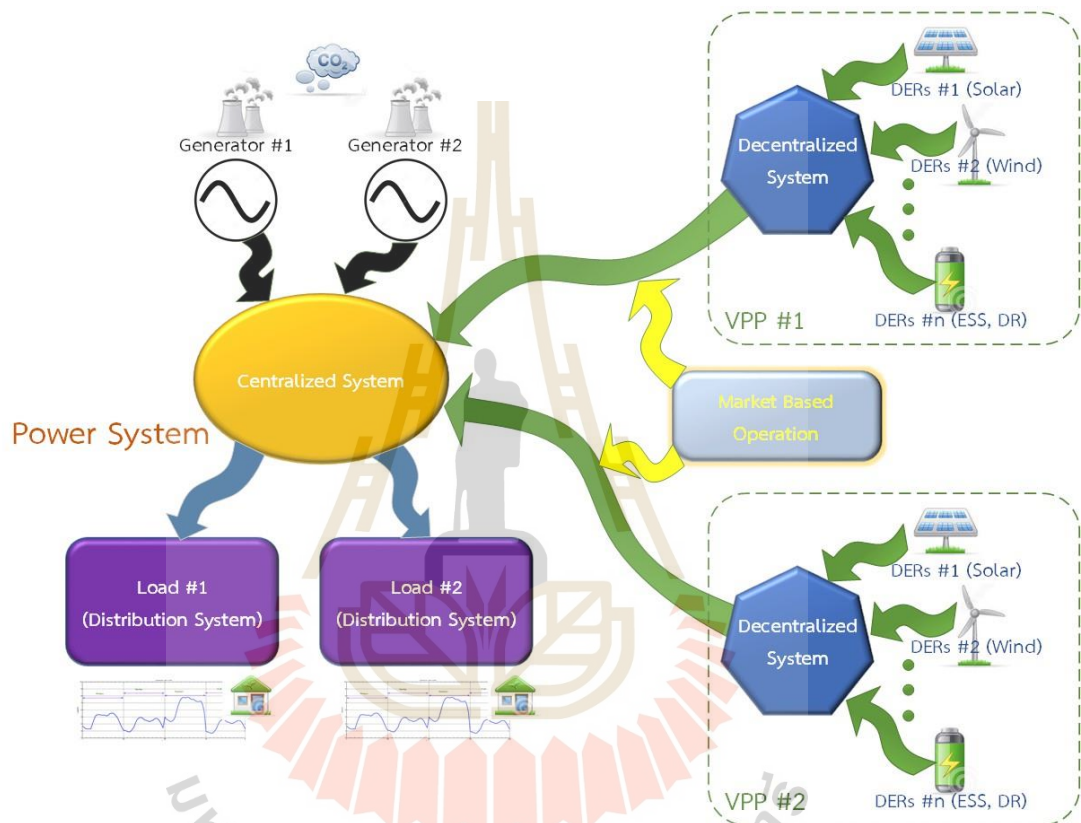 CO2
Generator #1
Generator #2
Centralized System
Power System
Load #1
(Distribution System)
Load #2
(Distribution System)
Decentralized
System
DERs #1 (Solar)
DERs #2 (Wind)
DERs #n (ESS, DR)
VPP #1
Market Based
Operation
Decentralized
System
DERs #1 (Solar)
DERs #2 (Wind)
DERs #n (ESS, DR)
VPP #2